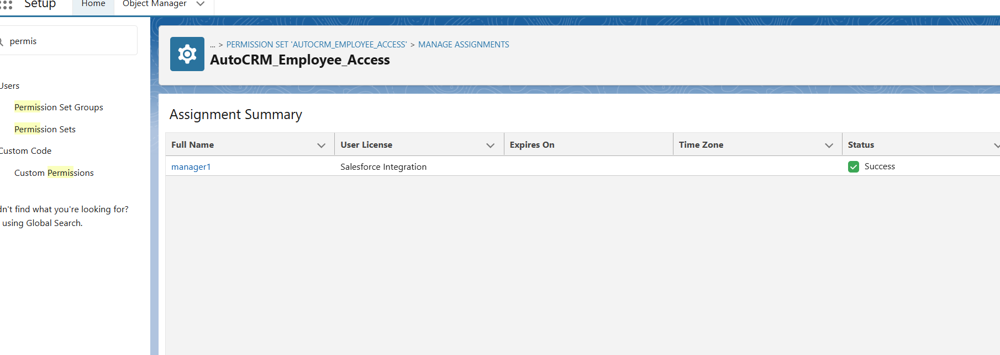 Setup
Home
Object Manager
permis
Users
Permission Set Groups
Permission Sets
Custom Code
Custom Permissions
dn't find what you're looking for?
using Global Search.
... > PERMISSION SET 'AUTOCRM_EMPLOYEE_ACCESS' > MANAGE ASSIGNMENTS
AutoCRM_Employee_Access
Assignment Summary
Full Name User License Expires On Time Zone Status
manager1 Salesforce Integration Success